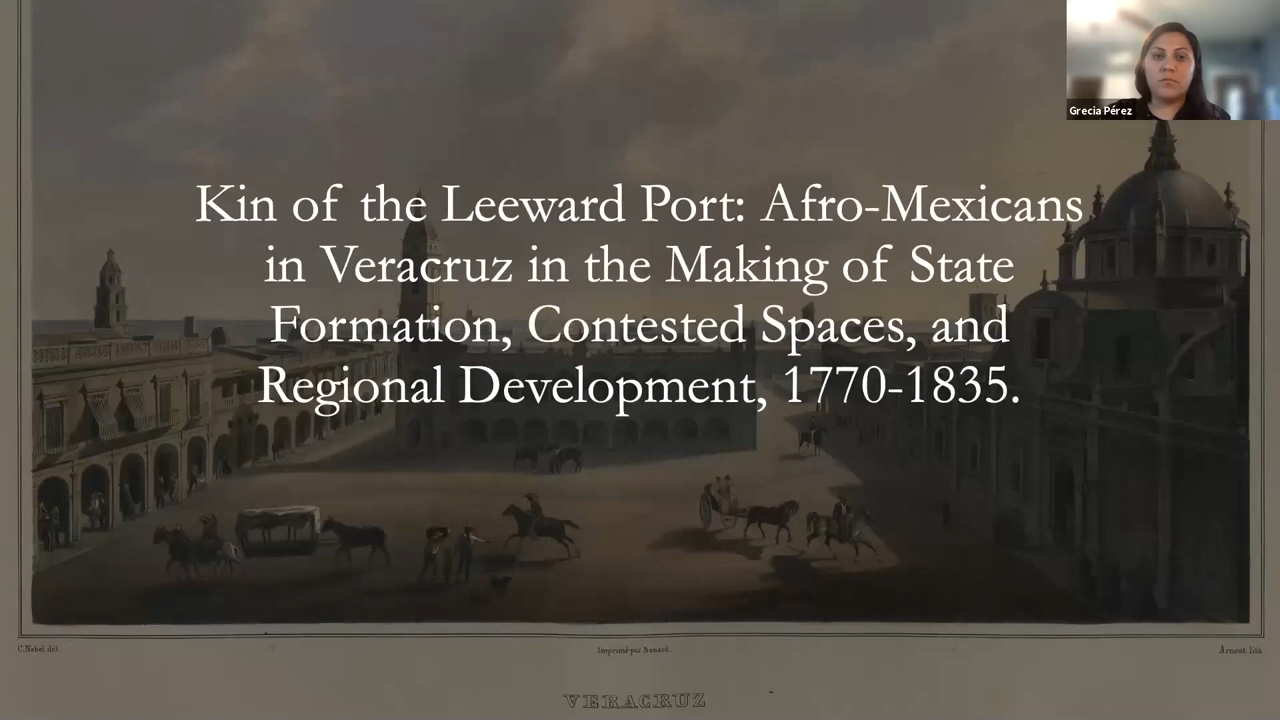 Grecia Pérez
Kin of the Leeward Port: Afro-Mexicans
in Veracruz in the Making of State
Formation, Contested Spaces, and
Regional Development, 1770-1835.
C.Nebel del.
Imprimé par Benard.
Arnout lith
VERACRUZ